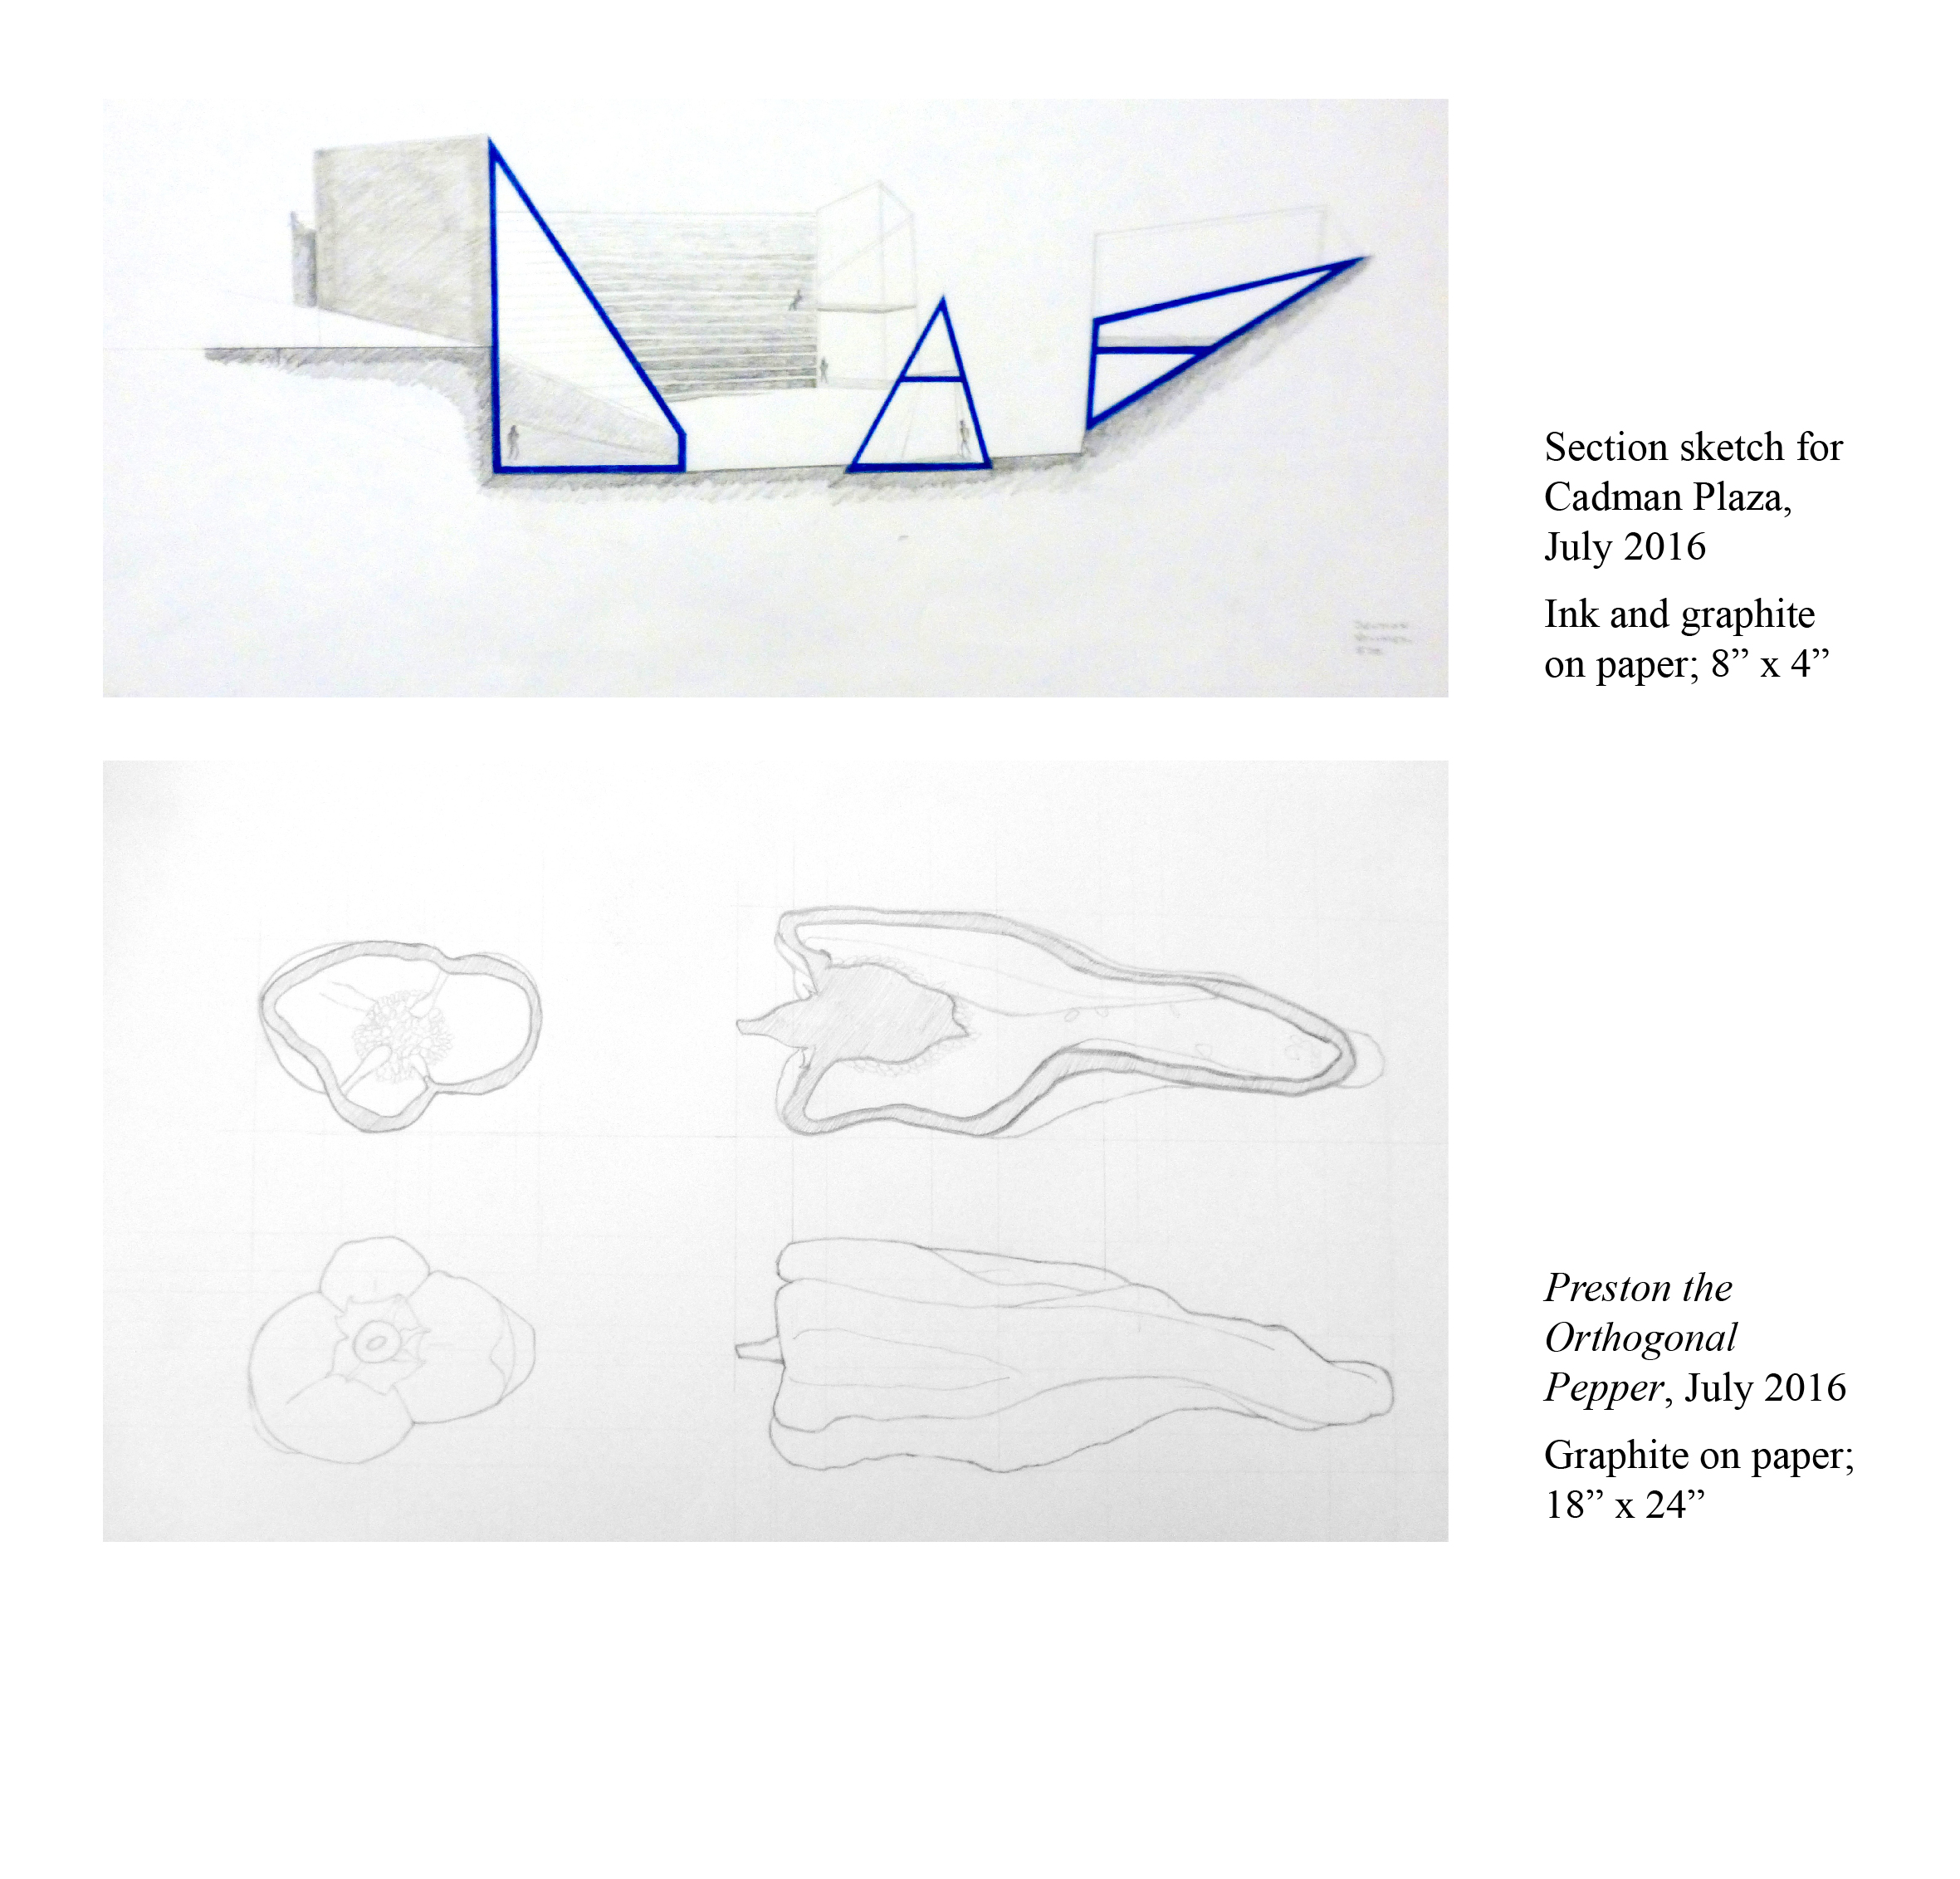 Section sketch for
Cadman Plaza,
July 2016
Ink and graphite
on paper; 8” x 4”
Preston the
Orthogonal
Pepper, July 2016
Graphite on paper;
18” x 24”